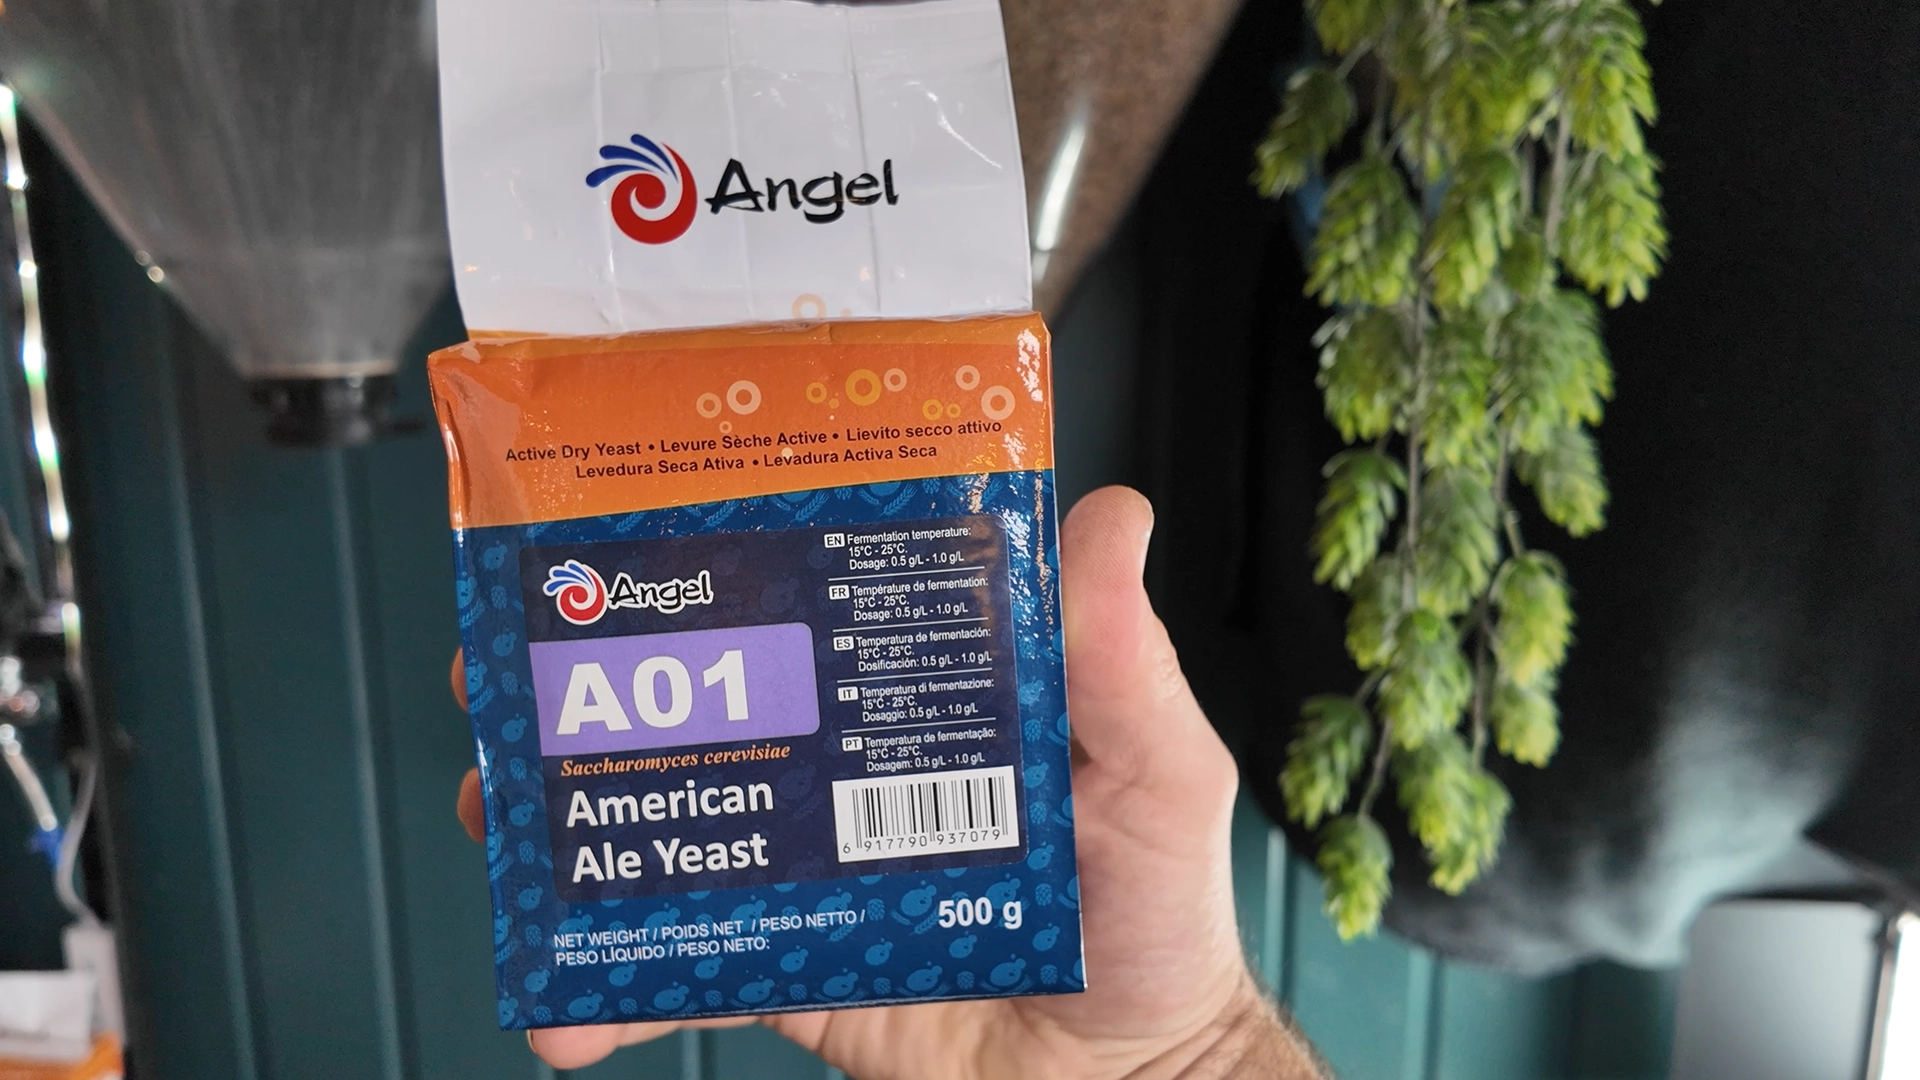 Angel
Active Dry Yeast • Levure Sèche Active • Lievito secco attivo
Levedura Seca Ativa • Levadura Activa Seca
Angel
A01
Saccharomyces cerevisiae
American
Ale Yeast
EN Fermentation temperature:
15°C - 25°C.
Dosage: 0.5 g/L - 1.0 g/L
FR Température de fermentation:
15°C - 25°C.
Dosage: 0.5 g/L - 1.0 g/L
ES Temperatura de fermentación:
15°C - 25°C.
Dosificación: 0.5 g/L - 1.0 g/L
IT Temperatura di fermentazione:
15°C - 25°C.
Dosaggio: 0.5 g/L - 1.0 g/L
PT Temperatura de fermentação:
15°C - 25°C.
Dosagem: 0.5 g/L - 1.0 g/L
6 917790 937079
NET WEIGHT / POIDS NET / PESO NETTO /
PESO LÍQUIDO / PESO NETO:
500 g